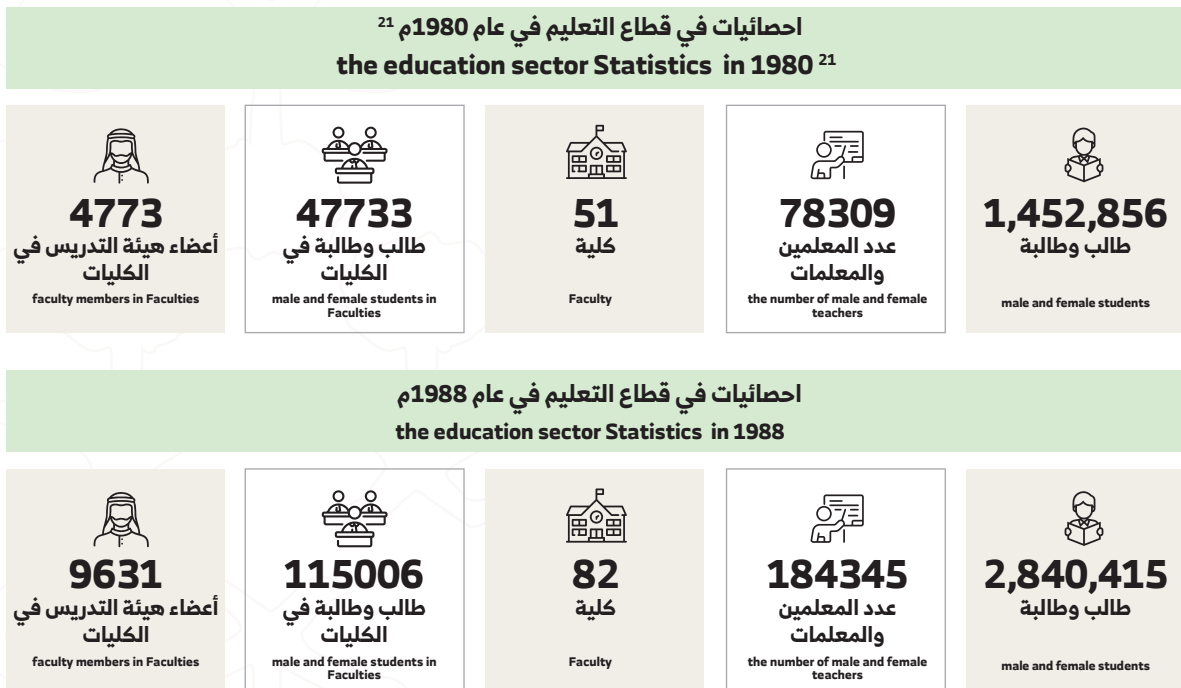 احصائيات في قطاع التعليم في عام 1980م 21
the education sector Statistics in 1980 21
1,452,856
طالب وطالبة
male and female students
78309
عدد المعلمين
والمعلمات
the number of male and female
teachers
51
كلية
Faculty
47733
طالب وطالبة في
الكليات
male and female students in
Faculties
4773
أعضاء هيئة التدريس في
الكليات
faculty members in Faculties
احصائيات في قطاع التعليم في عام 1988م
the education sector Statistics in 1988
2,840,415
طالب وطالبة
male and female students
184345
عدد المعلمين
والمعلمات
the number of male and female
teachers
82
كلية
Faculty
115006
طالب وطالبة في
الكليات
male and female students in
Faculties
9631
أعضاء هيئة التدريس في
الكليات
faculty members in Faculties